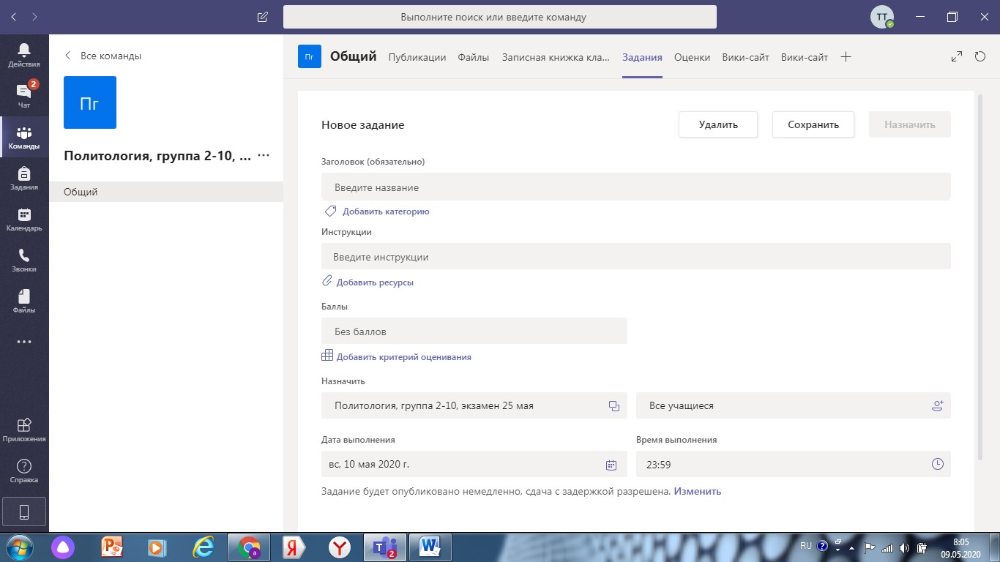 Выполните поиск или введите команду
ТТ
Действия
2
Чат
Команды
Задания
Календарь
Звонки
Файлы
Приложения
Справка
Все команды
Пг
Политология, группа 2-10, ...
Общий
Пг
Общий
Публикации
Файлы
Записная книжка кла...
Задания
Оценки
Вики-сайт
Вики-сайт
Новое задание
Удалить
Сохранить
Назначить
Заголовок (обязательно)
Введите название
Добавить категорию
Инструкции
Введите инструкции
Добавить ресурсы
Баллы
Без баллов
Добавить критерий оценивания
Назначить
Политология, группа 2-10, экзамен 25 мая
Все учащиеся
Дата выполнения
Время выполнения
вс, 10 мая 2020 г.
23:59
Задание будет опубликовано немедленно, сдача с задержкой разрешена. Изменить
a
Я
2
RU
8:05
09.05.2020